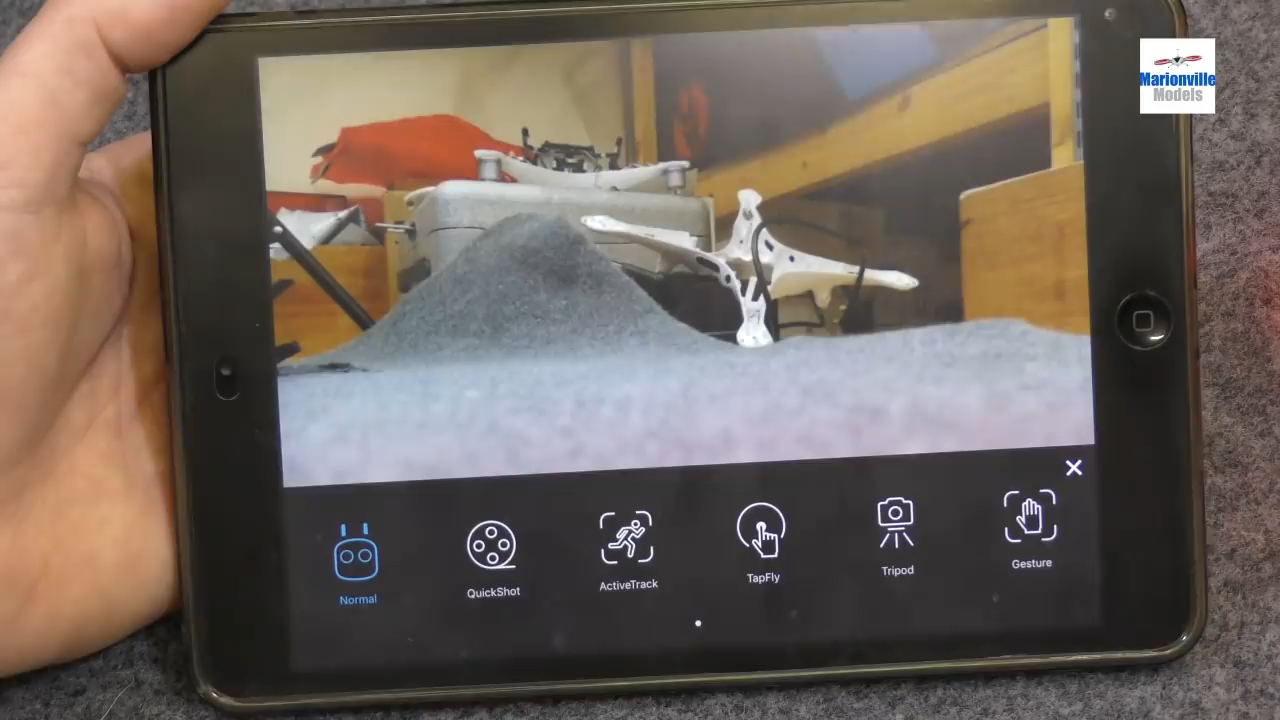 Marionville
Models
Normal
QuickShot
ActiveTrack
TapFly
Tripod
Gesture